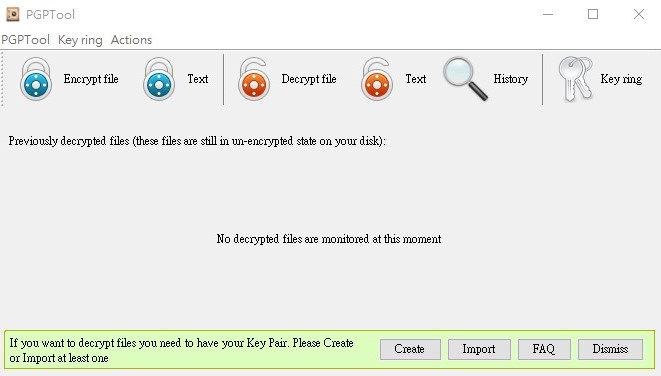 PGPTool
PGPTool Key ring Actions
Encrypt file Text Decrypt file Text History Key ring
Previously decrypted files (these files are still in un-encrypted state on your disk):
No decrypted files are monitored at this moment
If you want to decrypt files you need to have your Key Pair. Please Create
or Import at least one
Create Import FAQ Dismiss